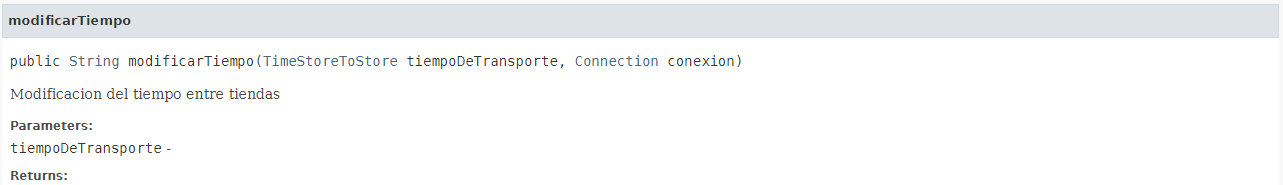 modificarTiempo
public String modificarTiempo(TimeStoreToStore tiempoDeTransporte, Connection conexion)
Modificacion del tiempo entre tiendas
Parameters:
tiempoDeTransporte -
Returns: